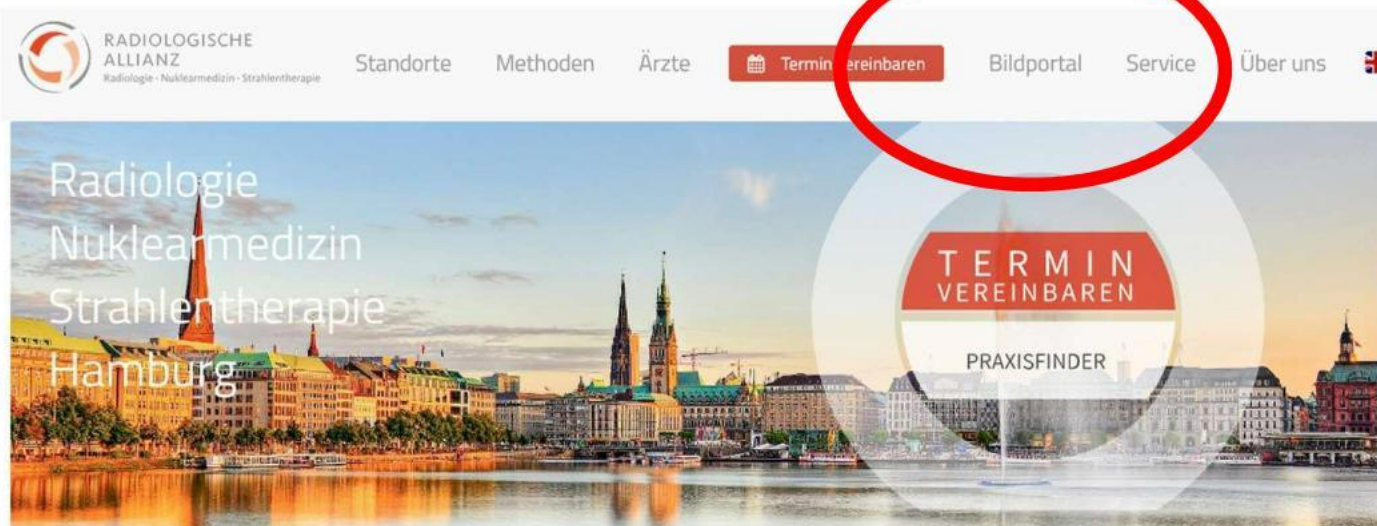 RADIOLOGISCHE
ALLIANZ
Radiologie - Nuklearmedizin - Strahlentherapie
Standorte Methoden Ärzte Termin vereinbaren Bildportal Service Über uns
Radiologie
Nuklearmedizin
Strahlentherapie
Hamburg
TERMIN
VEREINBAREN
PRAXISFINDER